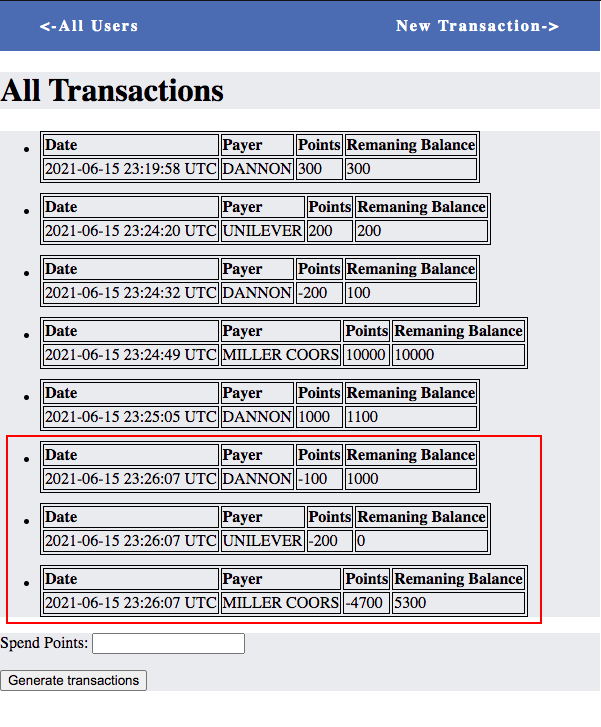 <-All Users New Transaction->
All Transactions
Date Payer Points Remaning Balance
2021-06-15 23:19:58 UTC DANNON 300 300
Date Payer Points Remaning Balance
2021-06-15 23:24:20 UTC UNILEVER 200 200
Date Payer Points Remaning Balance
2021-06-15 23:24:32 UTC DANNON -200 100
Date Payer Points Remaning Balance
2021-06-15 23:24:49 UTC MILLER COORS 10000 10000
Date Payer Points Remaning Balance
2021-06-15 23:25:05 UTC DANNON 1000 1100
Date Payer Points Remaning Balance
2021-06-15 23:26:07 UTC DANNON -100 1000
Date Payer Points Remaning Balance
2021-06-15 23:26:07 UTC UNILEVER -200 0
Date Payer Points Remaning Balance
2021-06-15 23:26:07 UTC MILLER COORS -4700 5300
Spend Points:
Generate transactions